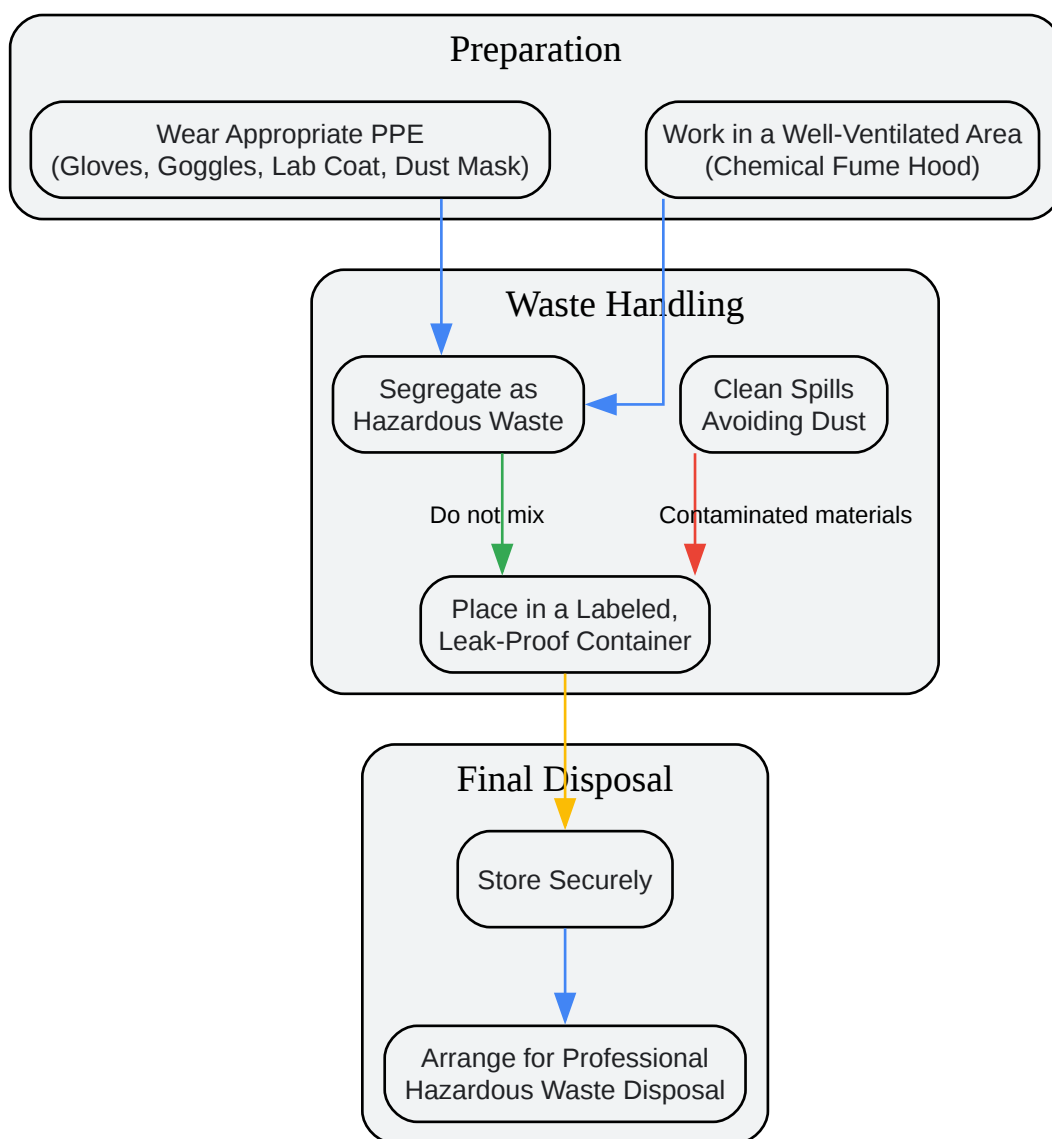 Preparation
Wear Appropriate PPE
(Gloves, Goggles, Lab Coat, Dust Mask)
Work in a Well-Ventilated Area
(Chemical Fume Hood)
Waste Handling
Segregate as
Hazardous Waste
Clean Spills
Avoiding Dust
Do not mix
Contaminated materials
Place in a Labeled,
Leak-Proof Container
Final Disposal
Store Securely
Arrange for Professional
Hazardous Waste Disposal